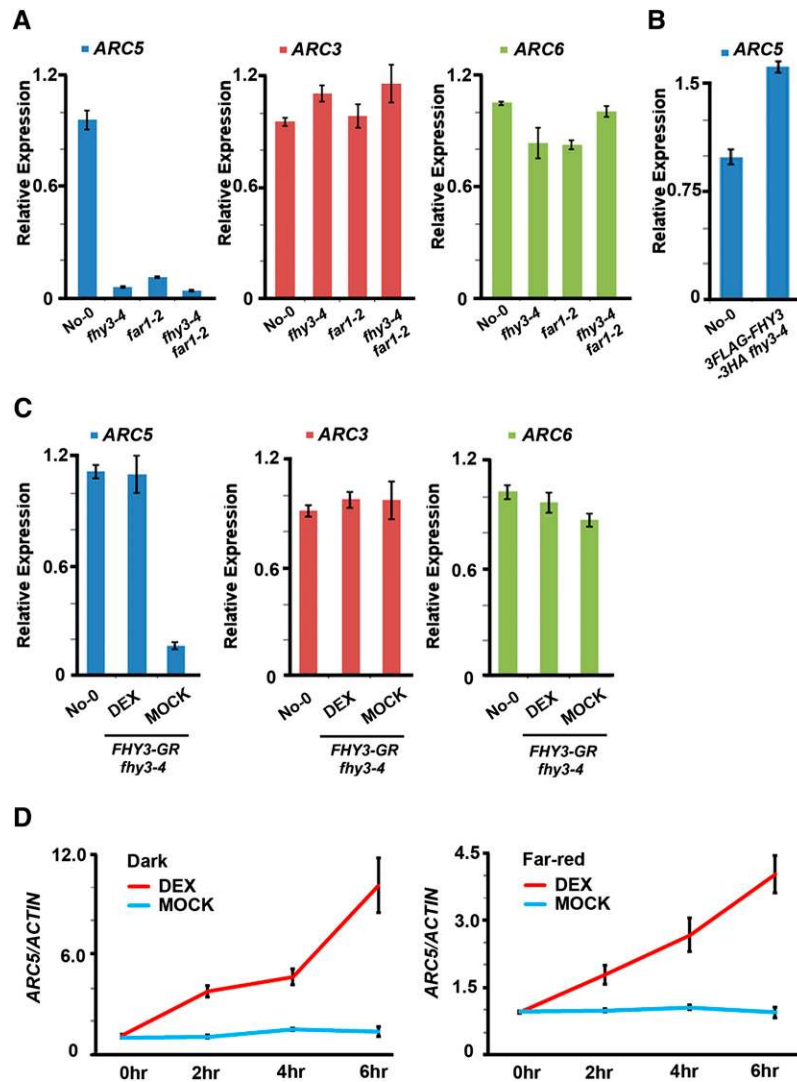 A
ARC5
Relative Expression
1.2
0.6
0
No-0
fhy3-4
far1-2
fhy3-4
far1-2
ARC3
Relative Expression
1.2
0.6
0
No-0
fhy3-4
far1-2
fhy3-4
far1-2
ARC6
Relative Expression
1.2
0.6
0
No-0
fhy3-4
far1-2
fhy3-4
far1-2
B
ARC5
Relative Expression
1.5
0.75
0
No-0
3FLAG-FHY3
-3HA fhy3-4
C
ARC5
Relative Expression
1.2
0.6
0
No-0
DEX
MOCK
FHY3-GR
fhy3-4
ARC3
Relative Expression
1.2
0.6
0
No-0
DEX
MOCK
FHY3-GR
fhy3-4
ARC6
Relative Expression
1.2
0.6
0
No-0
DEX
MOCK
FHY3-GR
fhy3-4
D
Dark
DEX
MOCK
ARC5/ACTIN
12.0
6.0
0
0hr
2hr
4hr
6hr
Far-red
DEX
MOCK
ARC5/ACTIN
4.5
3.0
1.5
0
0hr
2hr
4hr
6hr